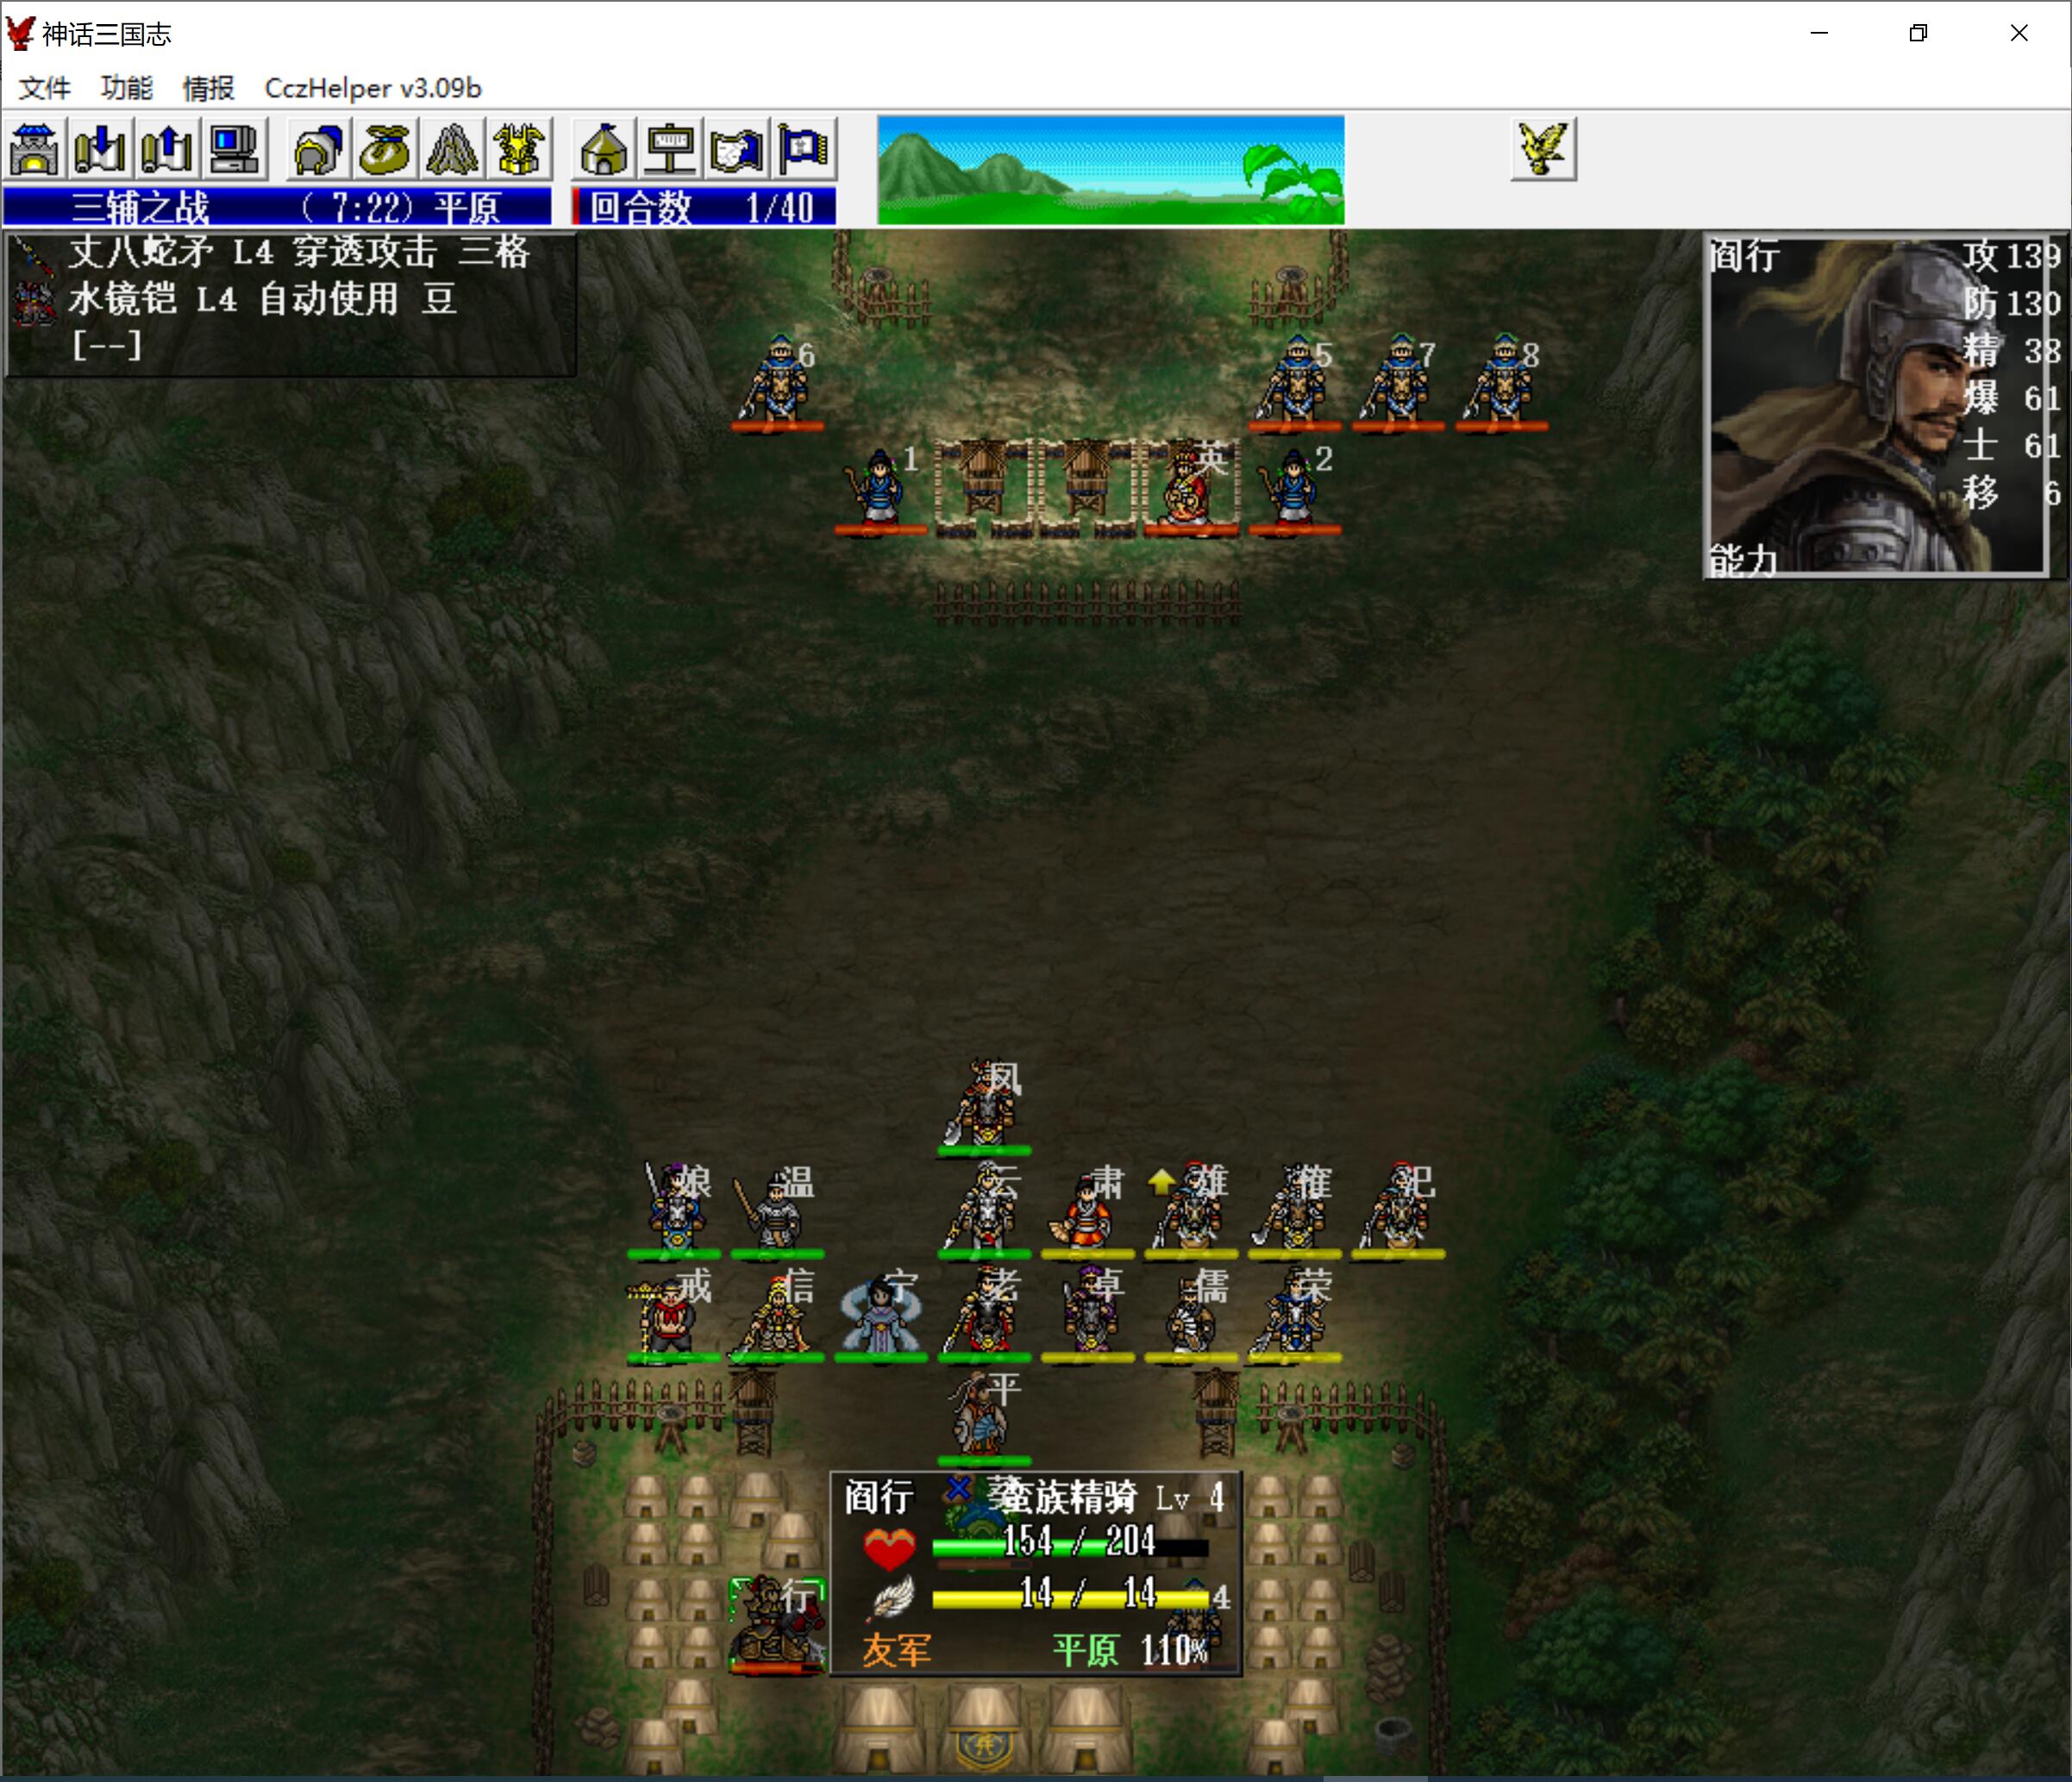 神话三国志
文件 功能 情报 CczHelper v3.09b
三辅之战 ( 7:22) 平原 回合数 1/40
丈八蛇矛 L4 穿透攻击 三格
水镜铠 L4 自动使用 豆
[--]
阎行 攻 139
防 130
精 38
爆 61
士 61
移 6
能力
6 5 7 8
1 英 2
凤
娘 温 云 肃 雄 傕 汜
戒 信 宁 老 卓 儒 荣
平
阎行 蛮族精骑 Lv 4
154 / 204
行 14 / 14 4
友军 平原 110%